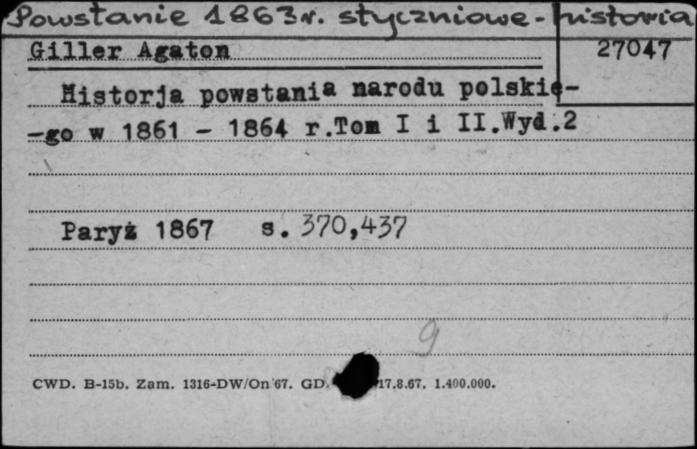 Powstanie 1863 r. styczniowe - historia
Giller Agaton
27047
Historja powstania narodu polskie-
-go w 1861 - 1864 r.Tom I i II.Wyd.2
Paryż 1867 s. 370,437
9
CWD. B-15b. Zam. 1316-DW/On 67. GD. 17.8.67. 1.400.000.